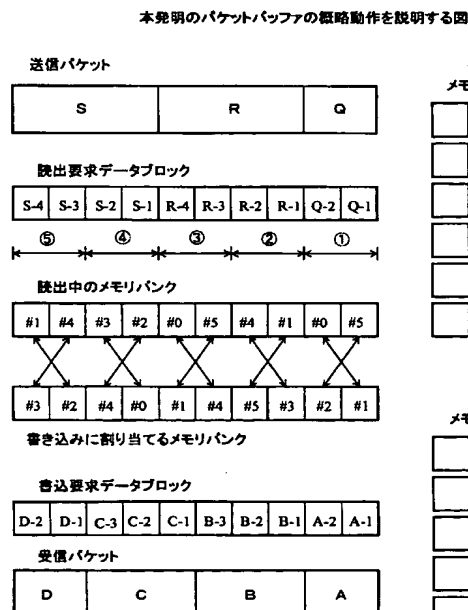 本発明のパケットバッファの概略動作を説明する図
送信パケット
メモ
S R Q
読出要求データブロック
S-4 S-3 S-2 S-1 R-4 R-3 R-2 R-1 Q-2 Q-1
⑤ ④ ③ ② ①
読出中のメモリバンク
#1 #4 #3 #2 #0 #5 #4 #1 #0 #5
#3 #2 #4 #0 #1 #4 #5 #3 #2 #1
書き込みに割り当てるメモリバンク
メモ
書込要求データブロック
D-2 D-1 C-3 C-2 C-1 B-3 B-2 B-1 A-2 A-1
受信パケット
D C B A